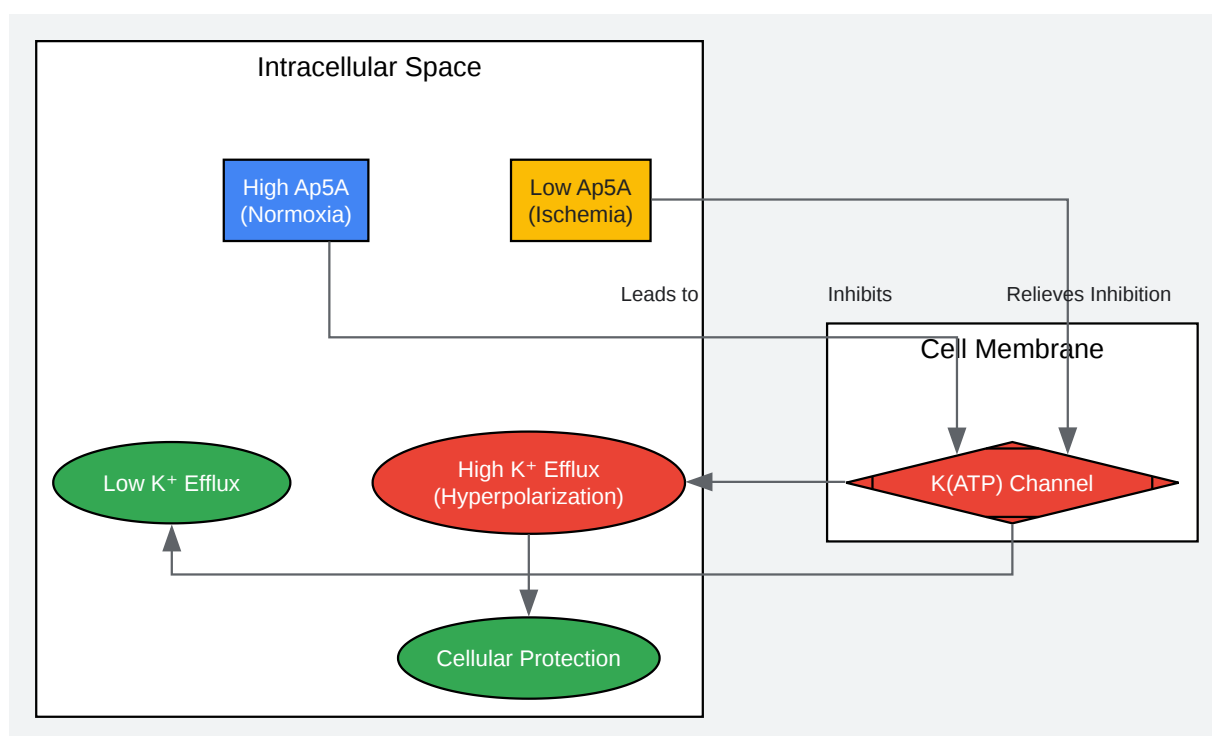 Intracellular Space
High Ap5A
(Normoxia)
Low Ap5A
(Ischemia)
Leads to
Inhibits
Relieves Inhibition
Cell Membrane
Low K⁺ Efflux
High K⁺ Efflux
(Hyperpolarization)
K(ATP) Channel
Cellular Protection